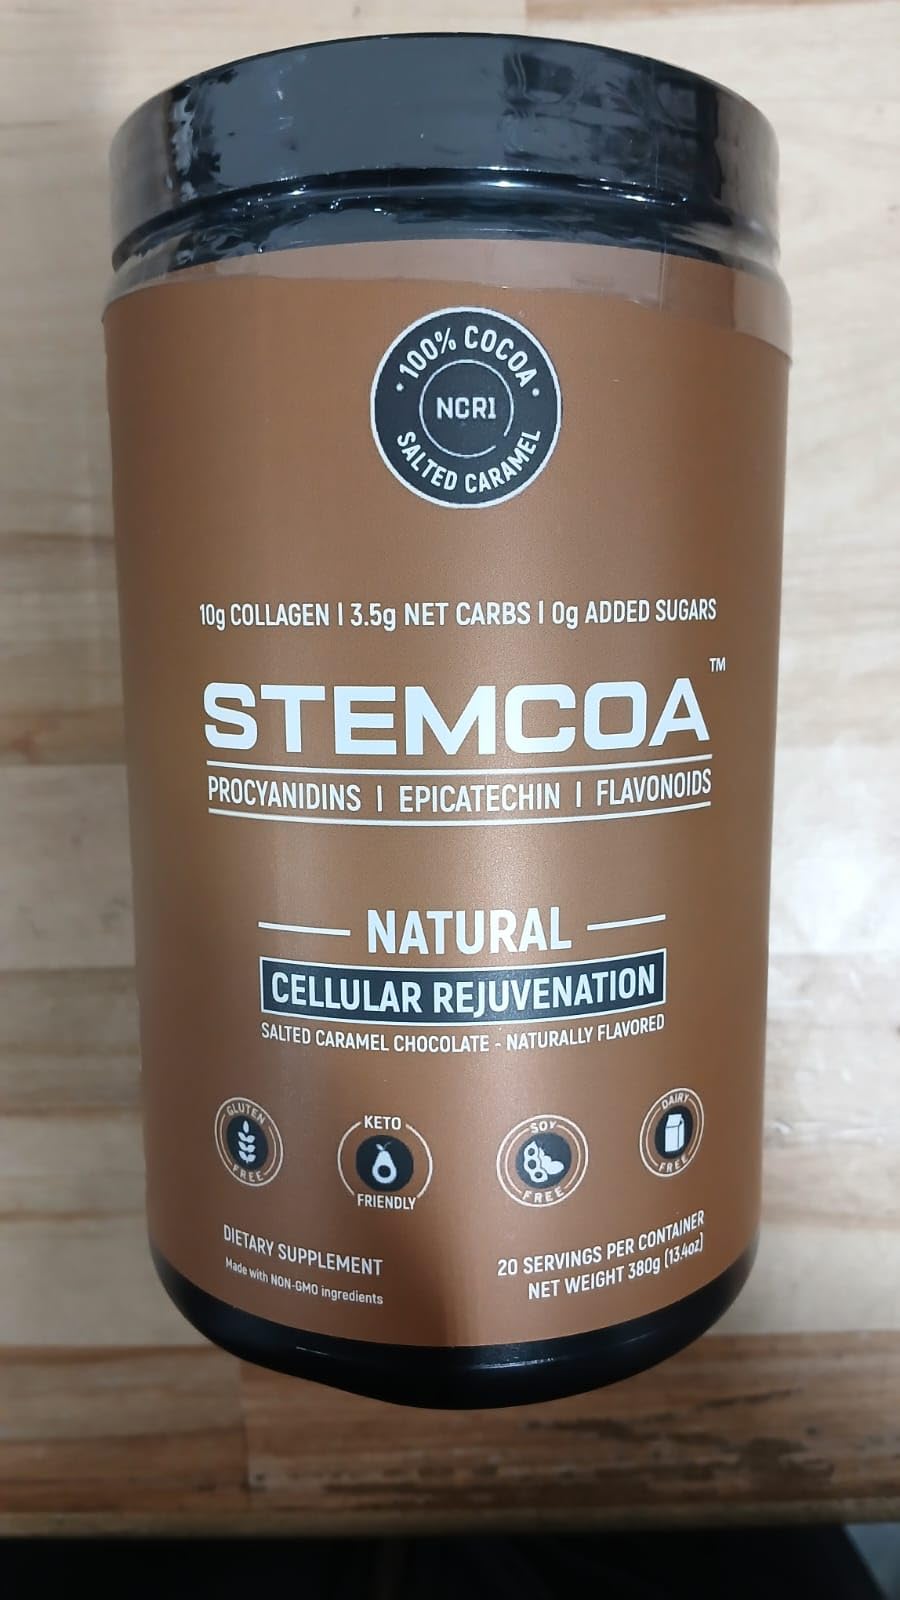 100% COCOA
NCRI
SALTED CARAMEL
10g COLLAGEN | 3.5g NET CARBS | 0g ADDED SUGARS
STEMCOA™
PROCYANIDINS | EPICATECHIN | FLAVONOIDS
NATURAL
CELLULAR REJUVENATION
SALTED CARAMEL CHOCOLATE - NATURALLY FLAVORED
GLUTEN FREE
KETO FRIENDLY
SOY FREE
DAIRY FREE
DIETARY SUPPLEMENT
Made with NON-GMO ingredients
20 SERVINGS PER CONTAINER
NET WEIGHT 380g (13.4oz)